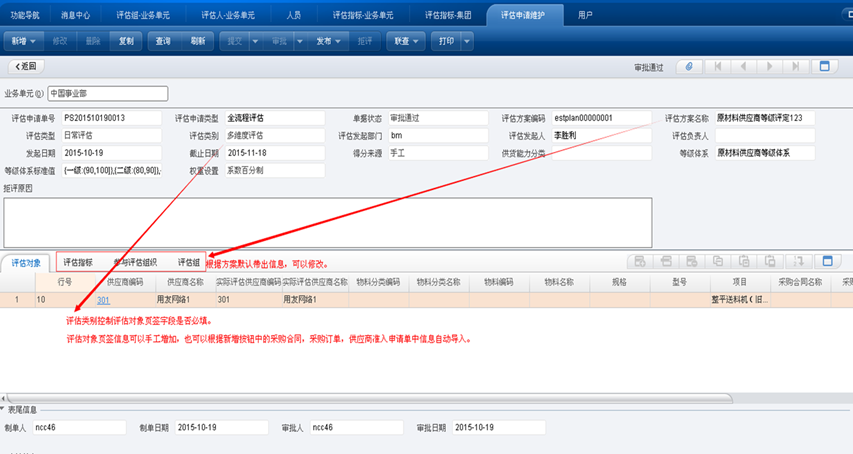 功能导航 消息中心 评估组-业务单元 评估人-业务单元 人员 评估指标-业务单元 评估指标-集团 评估申请维护 用户
新增 修改 删除 复制 查询 刷新 提交 审批 发布 拒评 联查 打印
返回 审批通过
业务单元(O) 中国事业部
评估申请单号 PS201510190013 评估申请类型 全流程评估 单据状态 审批通过 评估方案编码 estplan00000001 评估方案名称 原材料供应商等级评定123
评估类型 日常评估 评估类别 多维度评估 评估发起部门 bm 评估发起人 李胜利 评估负责人
发起日期 2015-10-19 截止日期 2015-11-18 得分来源 手工 供货能力分类 等级体系 原材料供应商等级体系
等级体系标准值 (一级:(90,100]),(二级:(80,90]), 权重设置 系数百分制
拒评原因
评估对象 评估指标 参与评估组织 评估组 根据方案默认带出信息，可以修改。
行号 供应商编码 供应商名称 实际评估供应商编码 实际评估供应商名称 物料分类编码 物料分类名称 物料编码 物料名称 规格 型号 项目 采购合同名称 采购
1 10 301 用友网络1 301 用友网络1 整平送料机（旧...
评估类别控制评估对象页签字段是否必填。
评估对象页签信息可以手工增加，也可以根据新增按钮中的采购合同，采购订单，供应商准入申请单中信息自动导入。
表尾信息
制单人 ncc46 制单日期 2015-10-19 审批人 ncc46 审批日期 2015-10-19